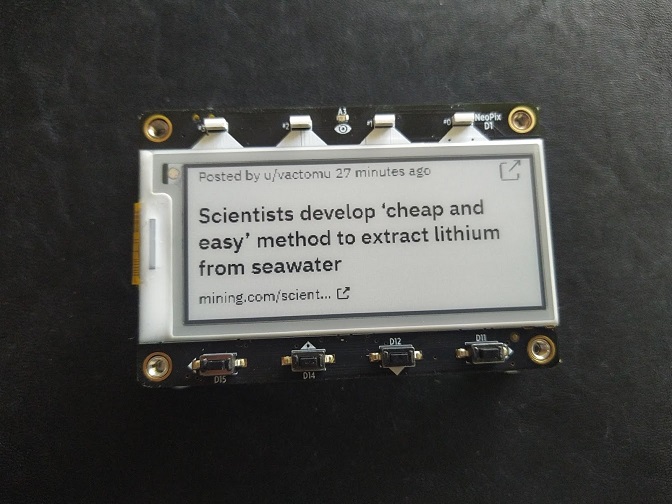 A3
#3 #2 #1 #0 NeoPix
D1
Posted by u/vactomu 27 minutes ago
Scientists develop ‘cheap and
easy’ method to extract lithium
from seawater
mining.com/scient...
D15 D14 D12 D11